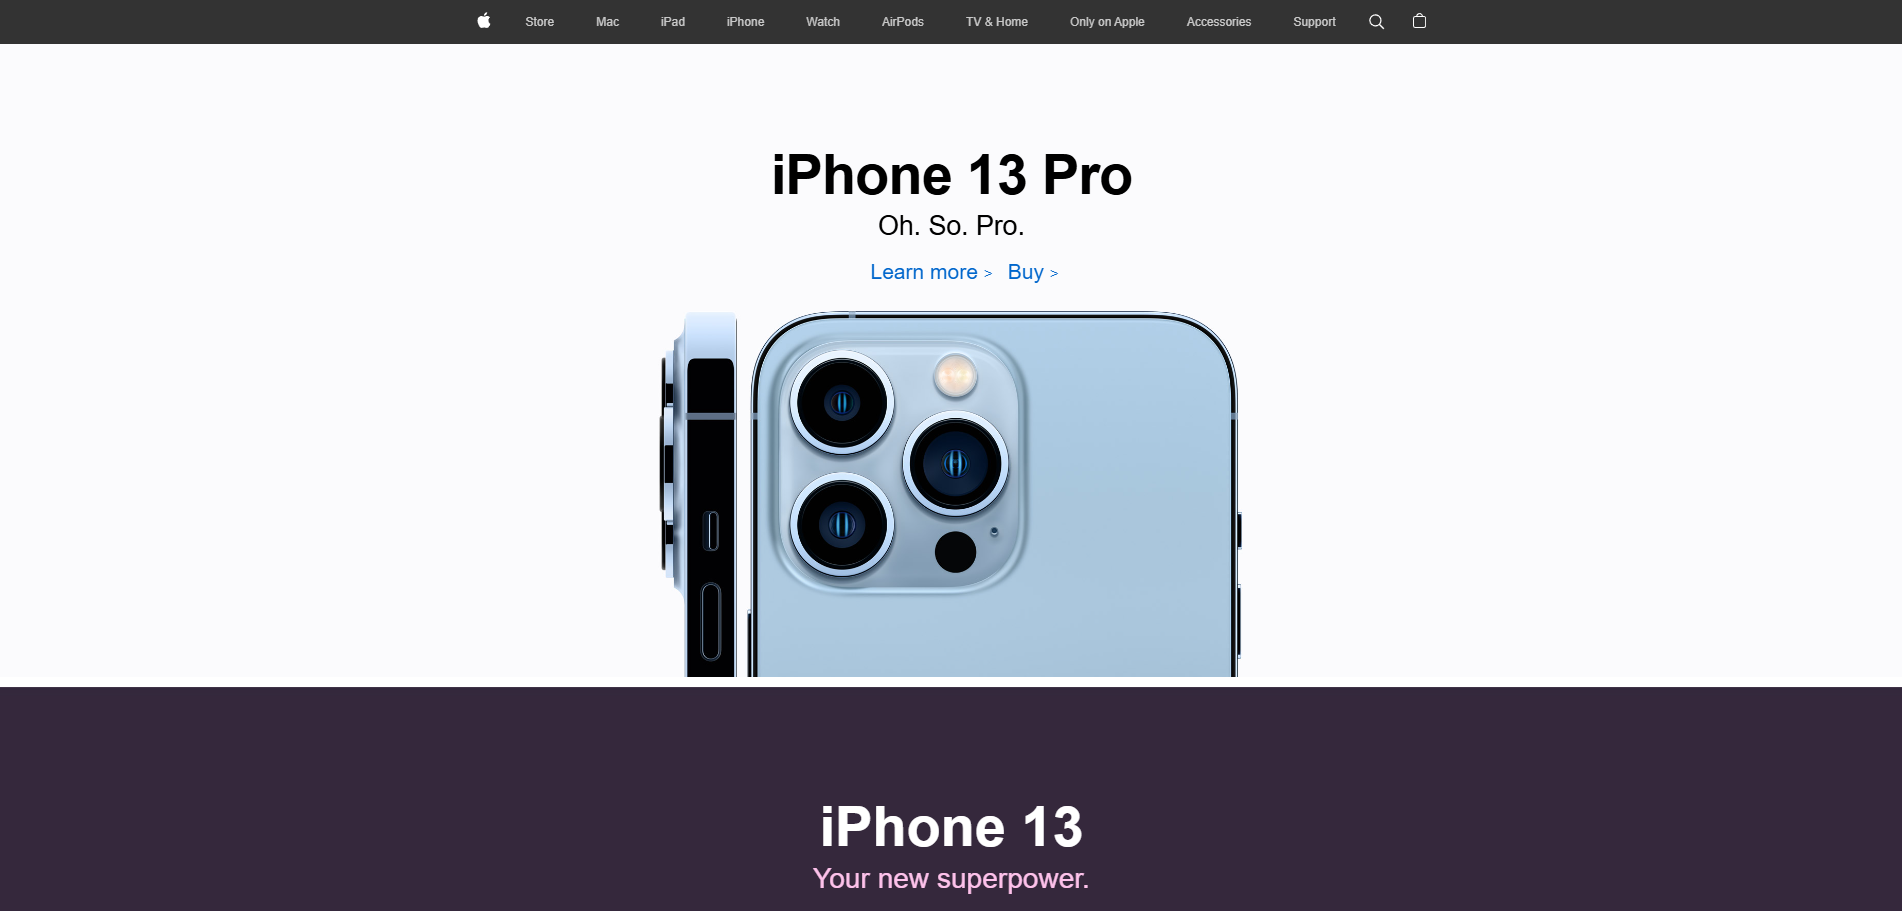 Store Mac iPad iPhone Watch AirPods TV & Home Only on Apple Accessories Support
iPhone 13 Pro
Oh. So. Pro.
Learn more > Buy >
iPhone 13
Your new superpower.